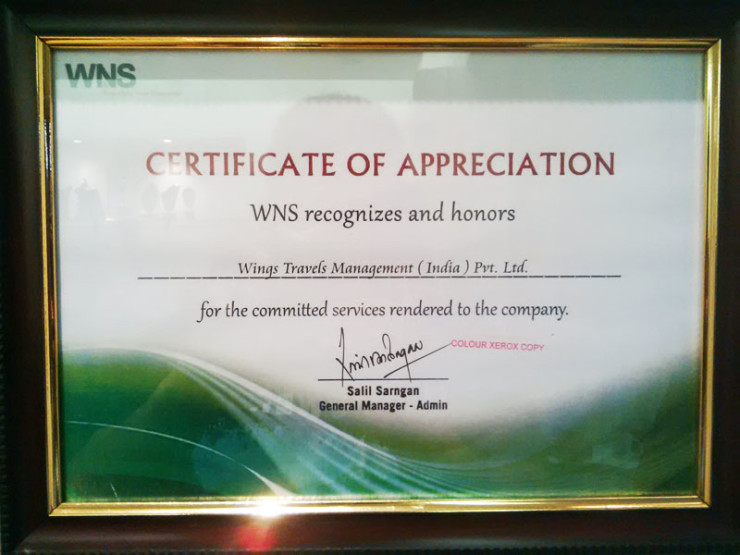 WNS
CERTIFICATE OF APPRECIATION
WNS recognizes and honors
Wings Travels Management ( India ) Pvt. Ltd.
for the committed services rendered to the company.
COLOUR XEROX COPY
Salil Sarngan
General Manager - Admin